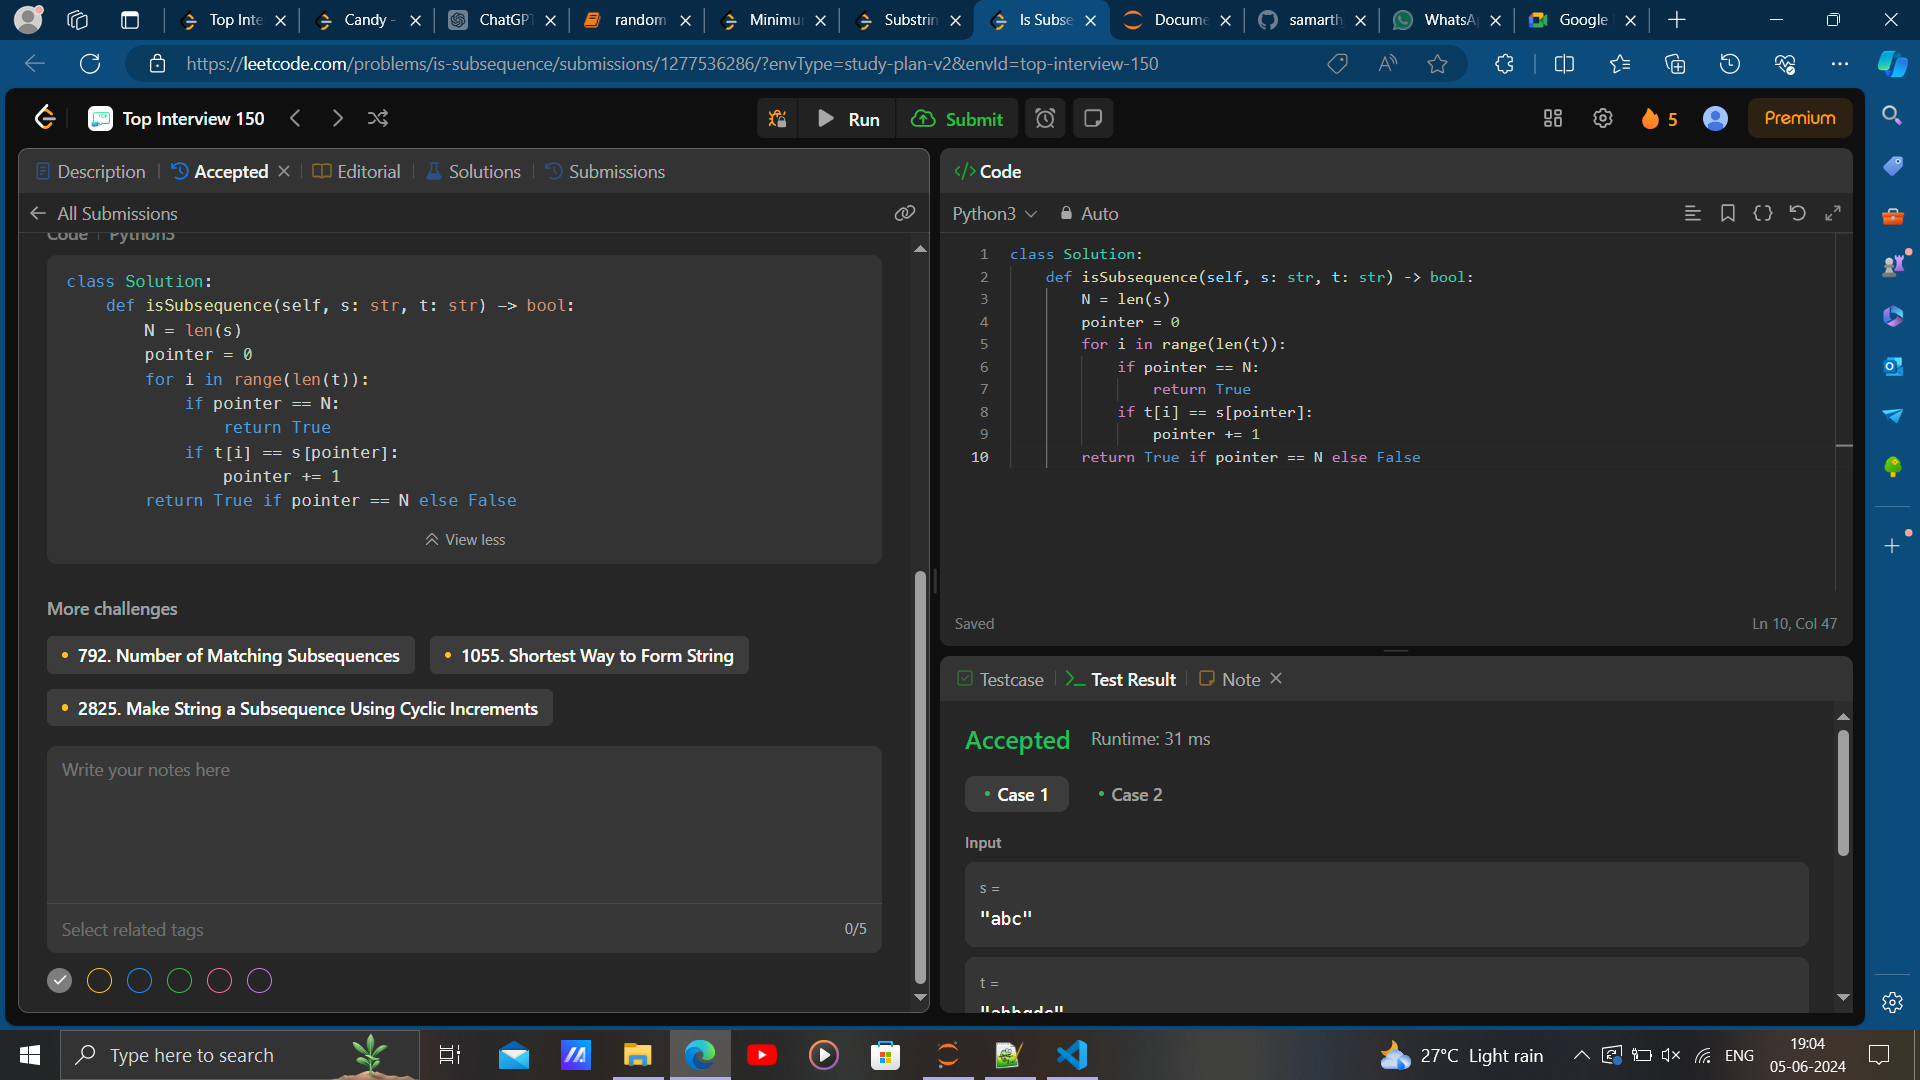 Top Inte
Candy -
ChatGPT
random
Minimu
Substrin
Is Subse
Docume
samarth
WhatsA
Google
https://leetcode.com/problems/is-subsequence/submissions/1277536286/?envType=study-plan-v2&envId=top-interview-150
Top Interview 150
Run
Submit
5
Premium
Description
Accepted
Editorial
Solutions
Submissions
All Submissions
Code | Python3
class Solution:
    def isSubsequence(self, s: str, t: str) -> bool:
        N = len(s)
        pointer = 0
        for i in range(len(t)):
            if pointer == N:
                return True
            if t[i] == s[pointer]:
                pointer += 1
        return True if pointer == N else False
View less
More challenges
792. Number of Matching Subsequences
1055. Shortest Way to Form String
2825. Make String a Subsequence Using Cyclic Increments
Write your notes here
Select related tags
0/5
Code
Python3
Auto
1 class Solution:
2     def isSubsequence(self, s: str, t: str) -> bool:
3         N = len(s)
4         pointer = 0
5         for i in range(len(t)):
6             if pointer == N:
7                 return True
8             if t[i] == s[pointer]:
9                 pointer += 1
10         return True if pointer == N else False
Saved
Ln 10, Col 47
Testcase
Test Result
Note
Accepted
Runtime: 31 ms
Case 1
Case 2
Input
s =
"abc"
t =
"ahbgdc"
Type here to search
27°C Light rain
ENG
19:04
05-06-2024